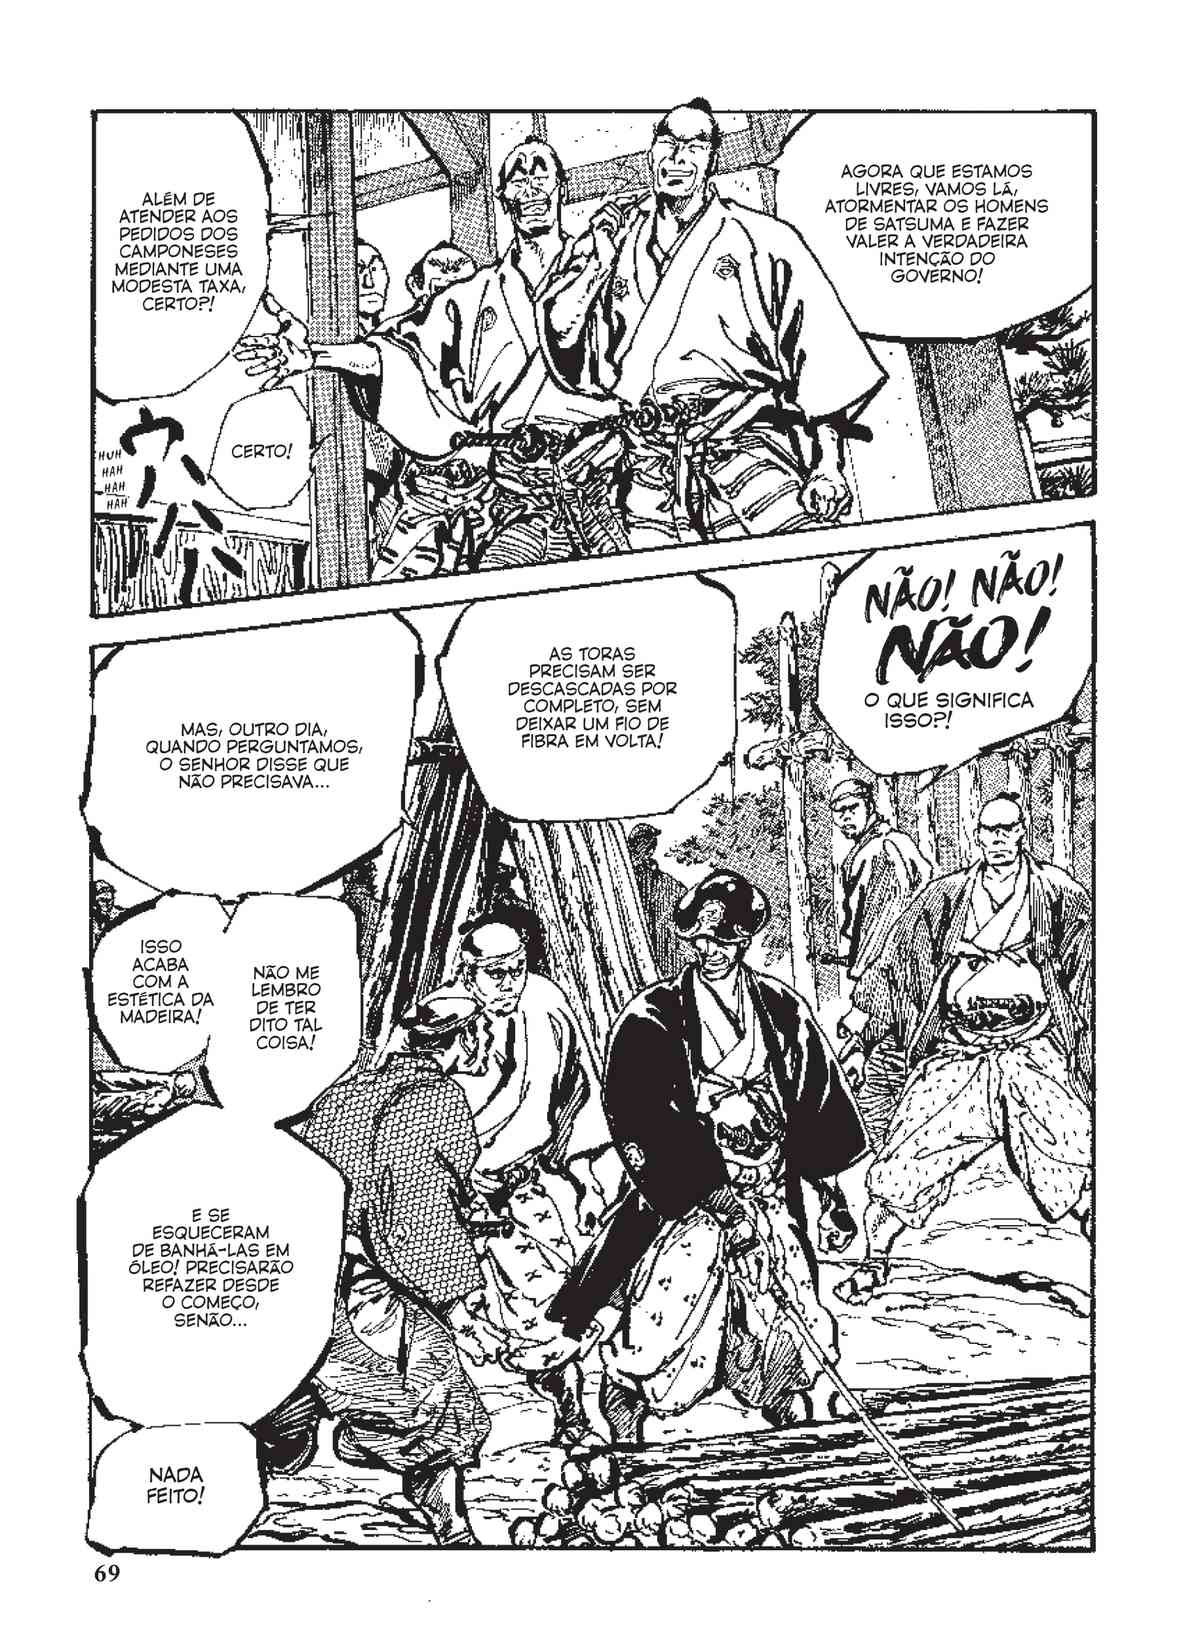 AGORA QUE ESTAMOS
LIVRES, VAMOS LÁ,
ATORMENTAR OS HOMENS
DE SATSUMA E FAZER
VALER A VERDADEIRA
INTENÇÃO DO
GOVERNO!
ALÉM DE
ATENDER AOS
PEDIDOS DOS
CAMPONESES
MEDIANTE UMA
MODESTA TAXA,
CERTO?!
CERTO!
HUH
HAH
HAH
HAH
NÃO! NÃO!
NÃO!
O QUE SIGNIFICA
ISSO?!
AS TORAS
PRECISAM SER
DESCASCADAS POR
COMPLETO, SEM
DEIXAR UM FIO DE
FIBRA EM VOLTA!
MAS, OUTRO DIA,
QUANDO PERGUNTAMOS,
O SENHOR DISSE QUE
NÃO PRECISAVA...
NÃO ME
LEMBRO
DE TER
DITO TAL
COISA!
ISSO
ACABA
COM A
ESTÉTICA DA
MADEIRA!
E SE
ESQUECERAM
DE BANHÁ-LAS EM
ÓLEO! PRECISARÃO
REFAZER DESDE
O COMEÇO,
SENÃO...
NADA
FEITO!
69